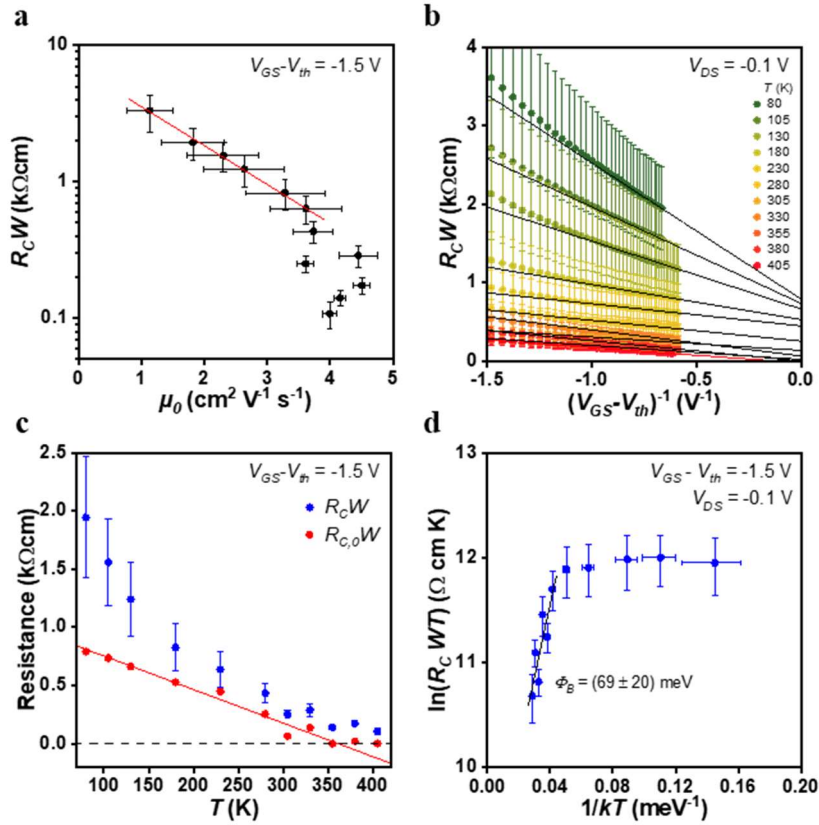 a
V_GS-V_th = -1.5 V
10
1
0.1
R_C W (kΩcm)
0 1 2 3 4 5
μ_0 (cm² V⁻¹ s⁻¹)
b
V_DS = -0.1 V
T (K)
80
105
130
180
230
280
305
330
355
380
405
4
3
2
1
0
R_C W (kΩcm)
-1.5 -1.0 -0.5 0.0
(V_GS-V_th)⁻¹ (V⁻¹)
c
V_GS-V_th = -1.5 V
R_C W
R_C,0 W
2.5
2.0
1.5
1.0
0.5
0.0
Resistance (kΩcm)
100 150 200 250 300 350 400
T (K)
d
V_GS - V_th = -1.5 V
V_DS = -0.1 V
13
12
11
10
ln(R_C WT) (Ω cm K)
Φ_B = (69 ± 20) meV
0.00 0.04 0.08 0.12 0.16 0.20
1/kT (meV⁻¹)